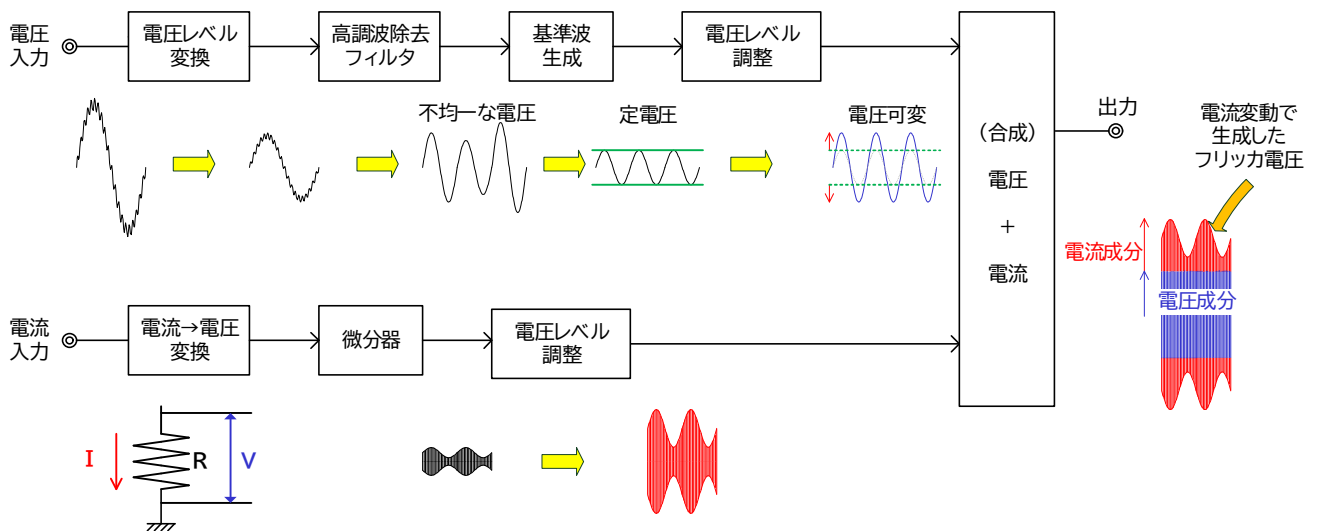 電圧
入力
電圧レベル
変換
高調波除去
フィルタ
基準波
生成
電圧レベル
調整
不均一な電圧
定電圧
電圧可変
(合成)
電圧
+
電流
出力
電流変動で
生成した
フリッカ電圧
電流成分
電圧成分
電流
入力
電流→電圧
変換
微分器
電圧レベル
調整
I
R
V